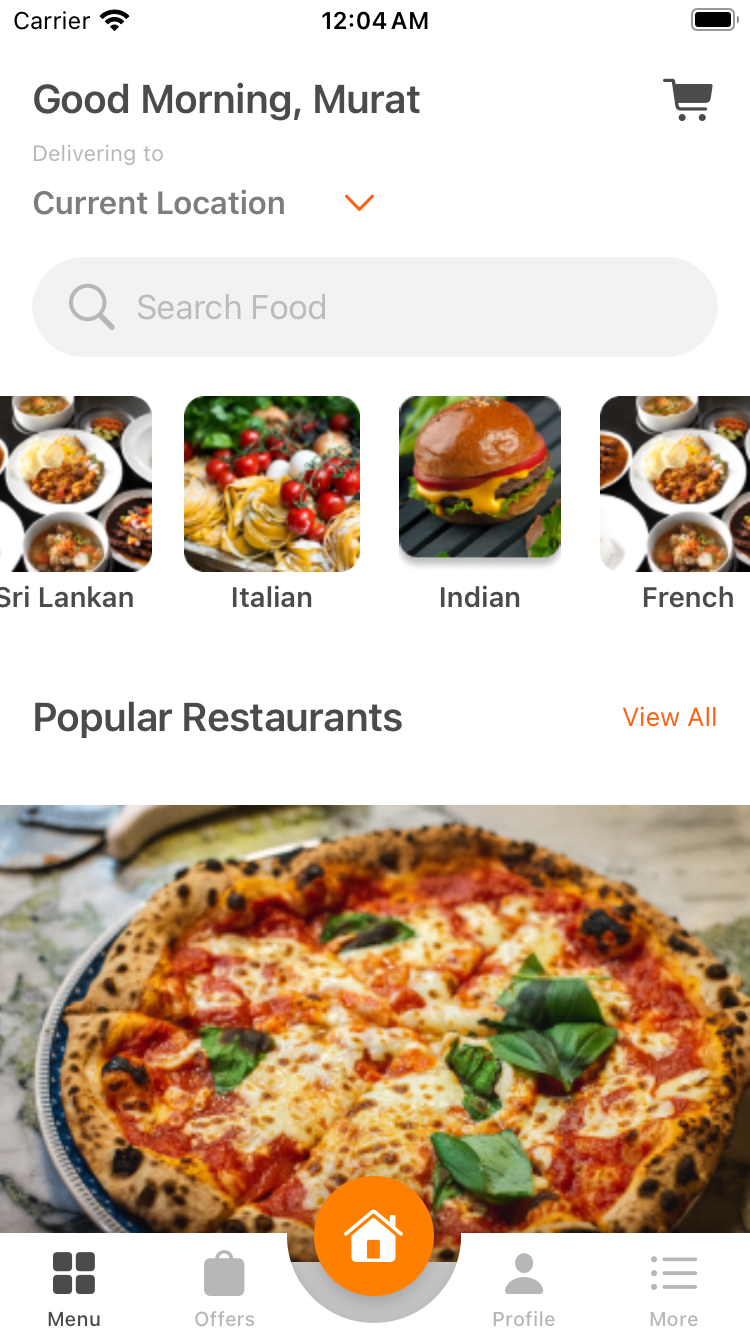 Carrier 12:04 AM
Good Morning, Murat
Delivering to
Current Location
Search Food
Sri Lankan Italian Indian French
Popular Restaurants View All
Menu Offers Profile More